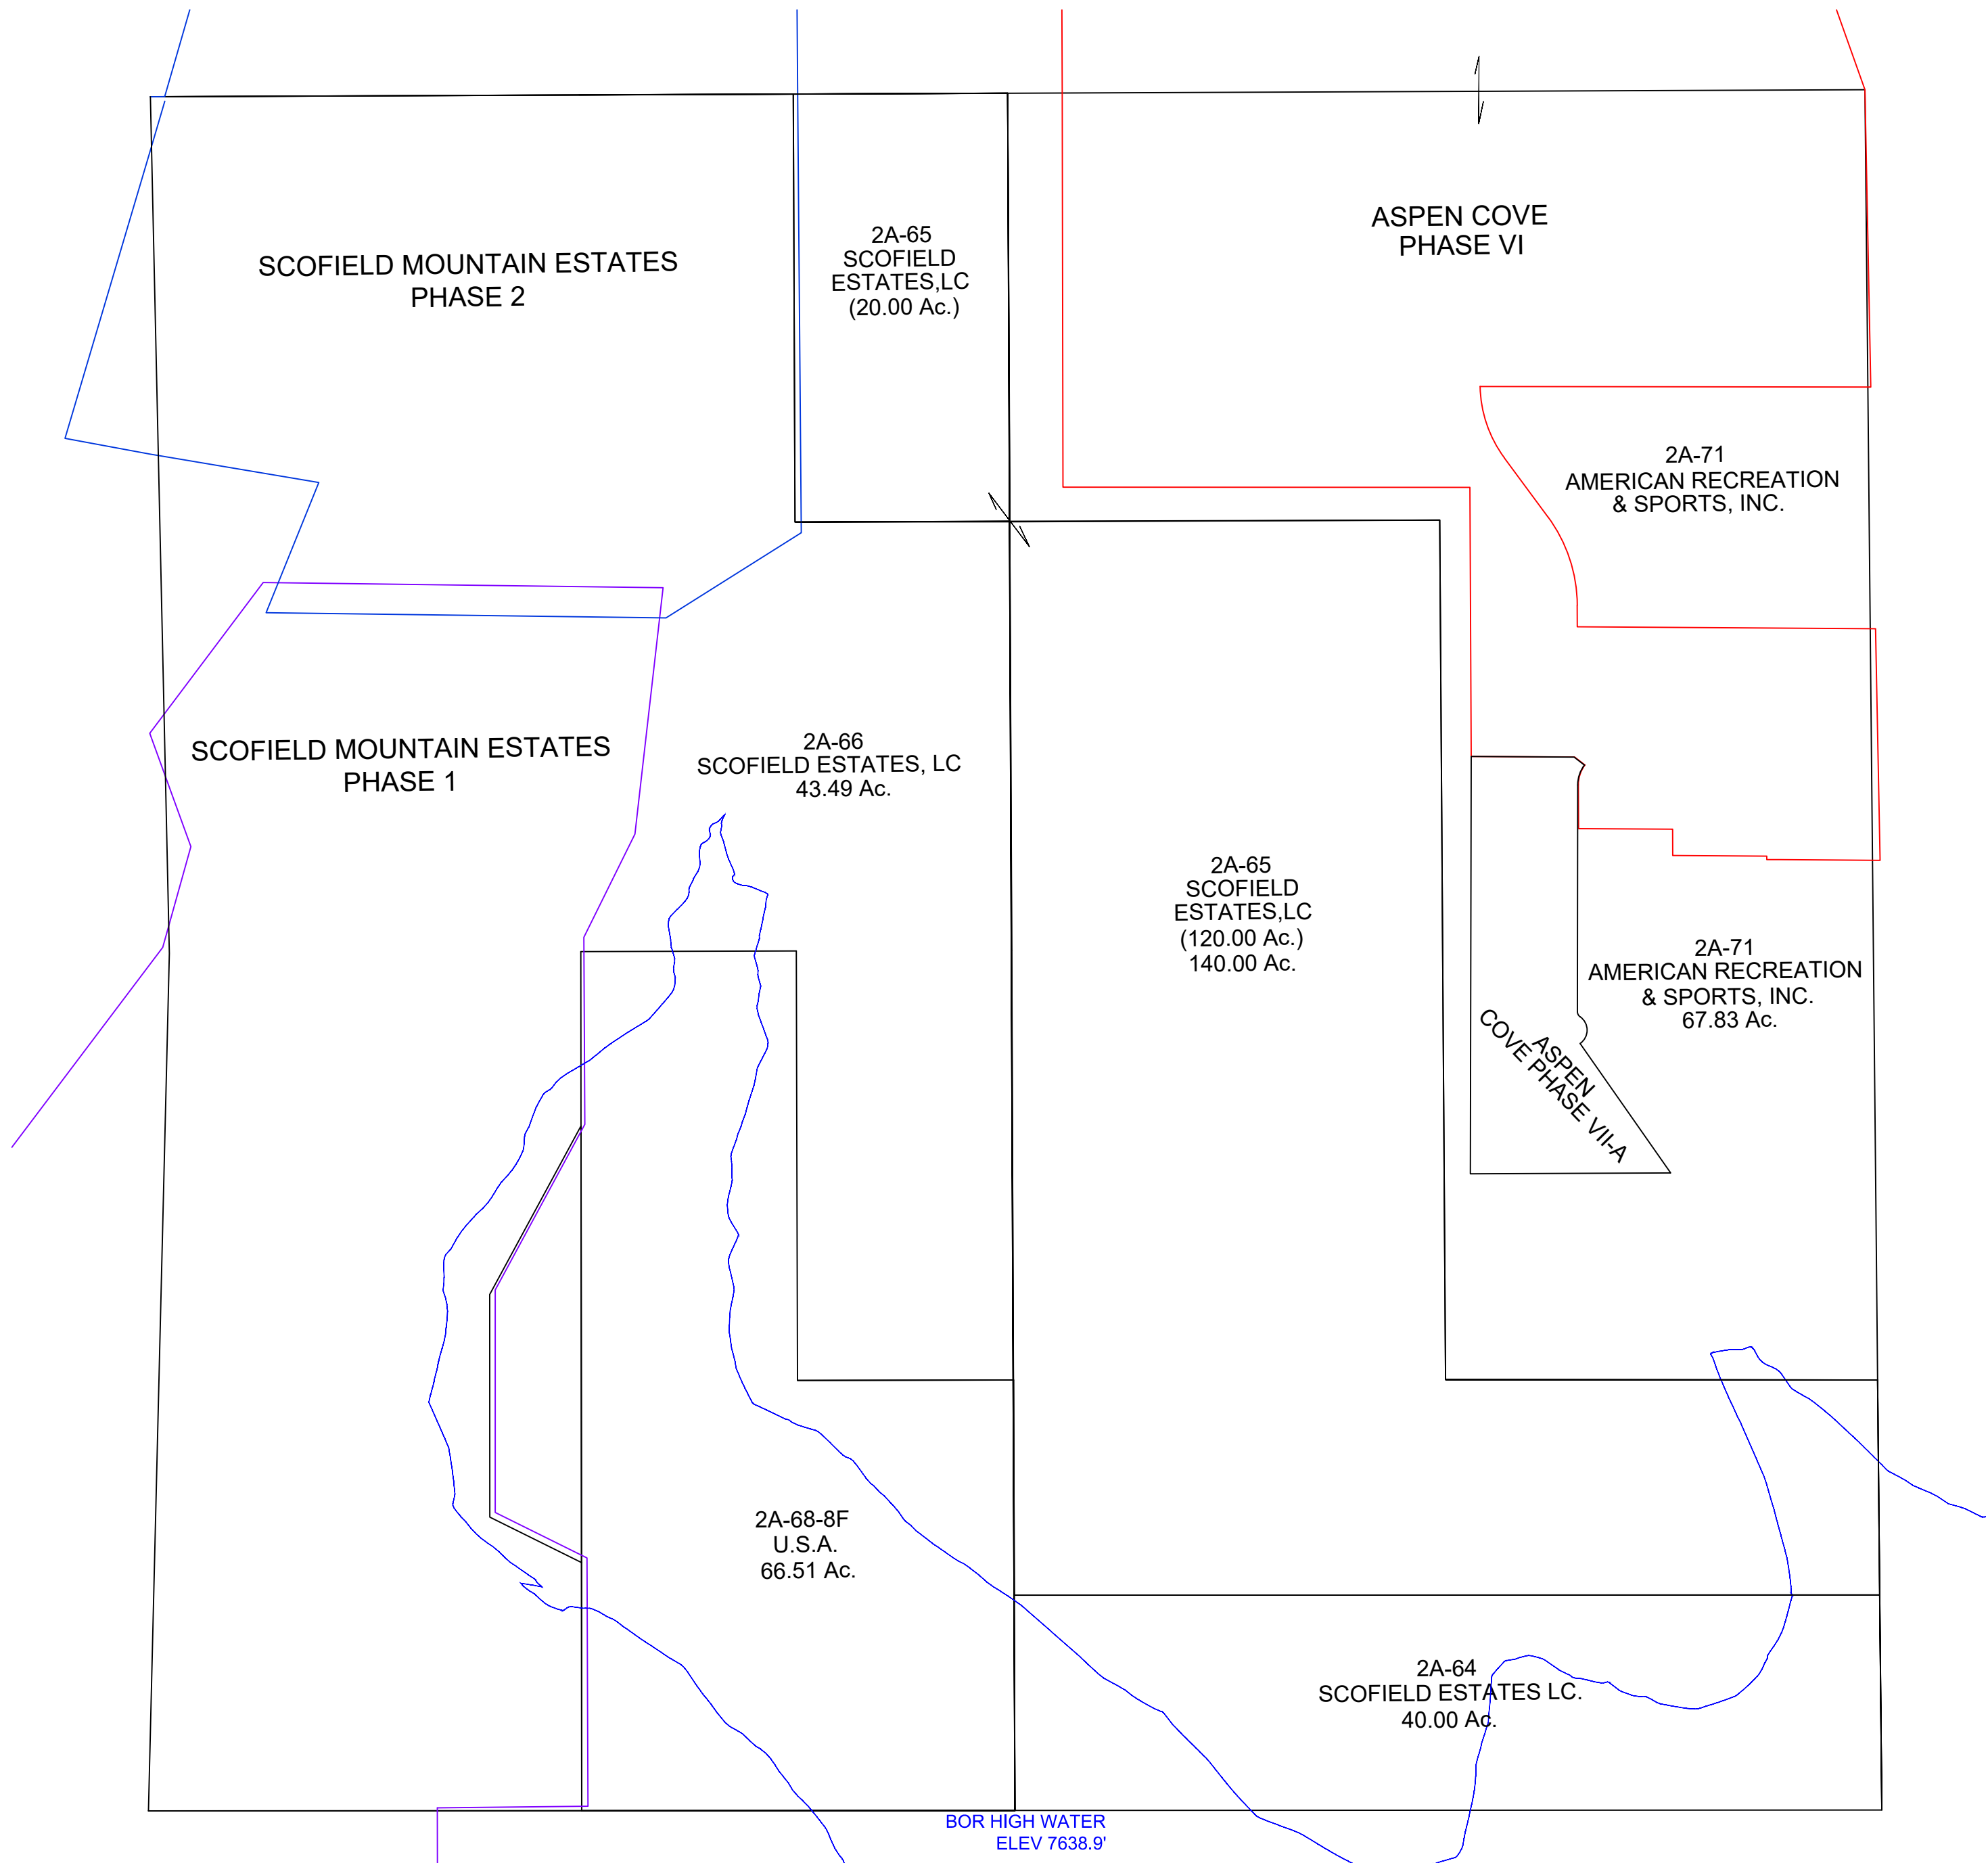 ASPEN COVE
PHASE VI
2A-65
SCOFIELD
ESTATES,LC
(20.00 Ac.)
SCOFIELD MOUNTAIN ESTATES
PHASE 2
2A-71
AMERICAN RECREATION
& SPORTS, INC.
SCOFIELD MOUNTAIN ESTATES
PHASE 1
2A-66
SCOFIELD ESTATES, LC
43.49 Ac.
2A-65
SCOFIELD
ESTATES,LC
(120.00 Ac.)
140.00 Ac.
2A-71
AMERICAN RECREATION
& SPORTS, INC.
67.83 Ac.
ASPEN
COVE PHASE VII-A
2A-68-8F
U.S.A.
66.51 Ac.
2A-64
SCOFIELD ESTATES LC.
40.00 Ac.
BOR HIGH WATER
ELEV 7638.9'